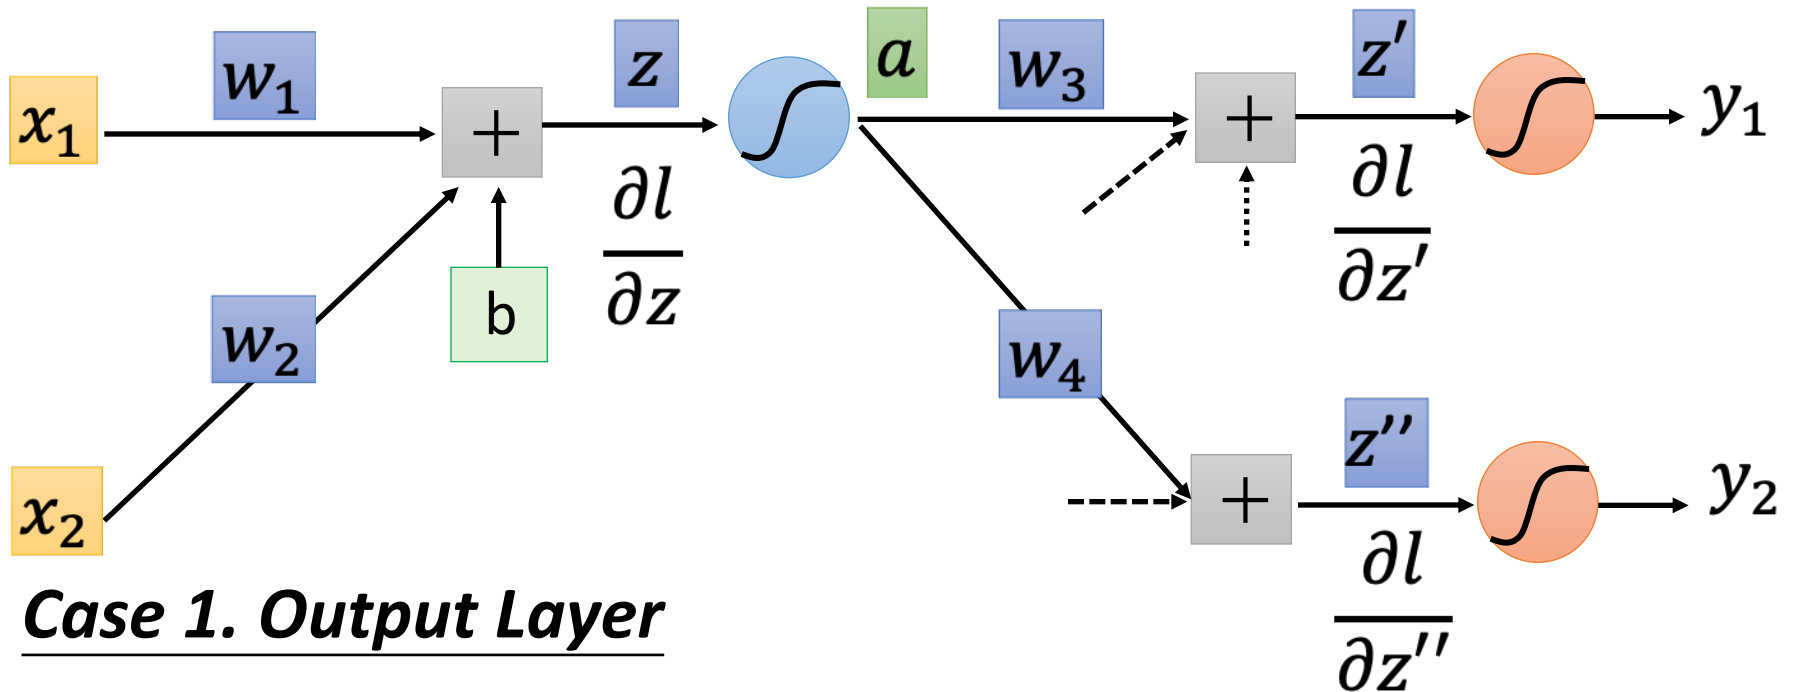 x₁
w₁
+
z
a
w₃
+
z′
y₁
∂l
∂z
∂l
∂z′
w₂
b
w₄
x₂
+
z′′
y₂
∂l
∂z′′
Case 1. Output Layer